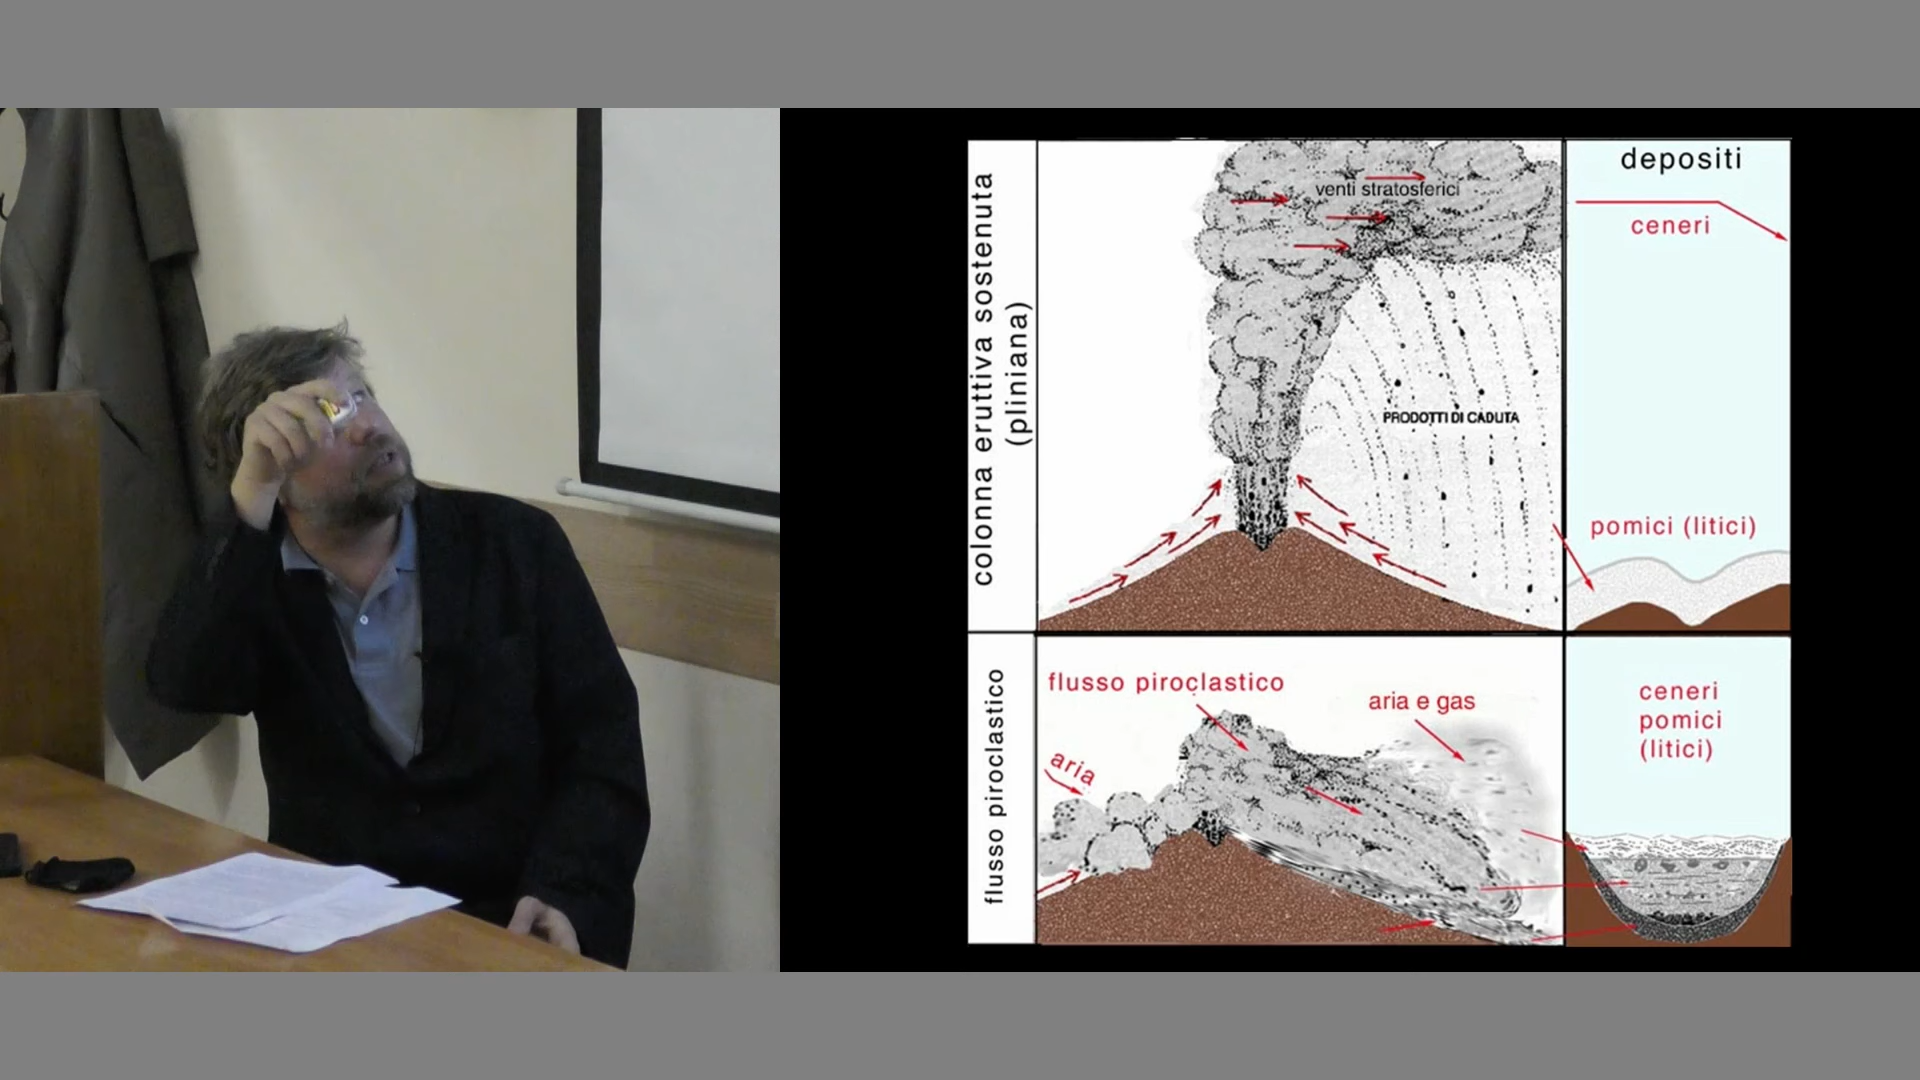 colonna eruttiva sostenuta
(pliniana)
venti stratosferici
PRODOTTI DI CADUTA
depositi
ceneri
pomici (litici)
flusso piroclastico
flusso piroclastico
aria
aria e gas
ceneri
pomici
(litici)